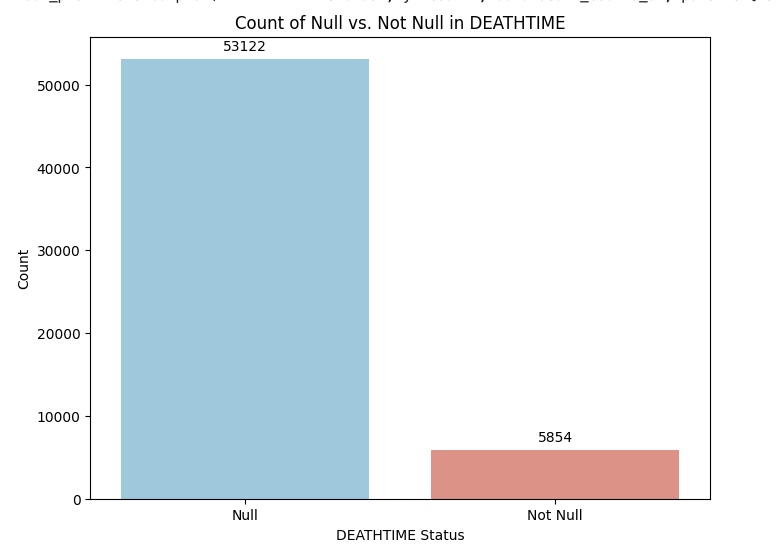 Count of Null vs. Not Null in DEATHTIME
53122
50000
40000
30000
20000
10000
0
Count
5854
Null Not Null
DEATHTIME Status